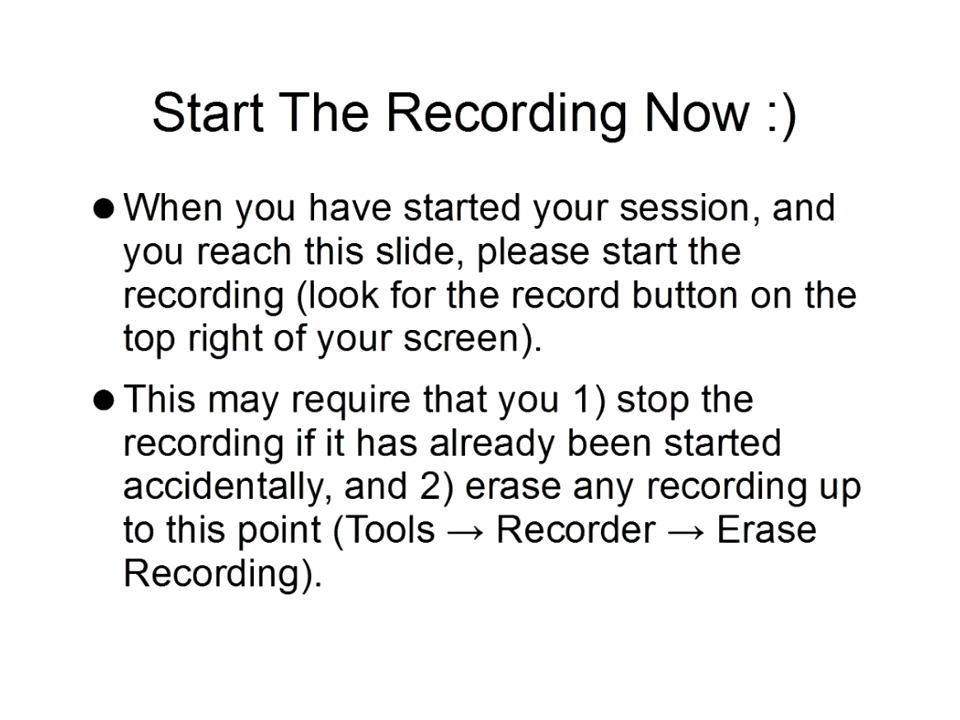 Start The Recording Now :)
● When you have started your session, and
you reach this slide, please start the
recording (look for the record button on the
top right of your screen).
● This may require that you 1) stop the
recording if it has already been started
accidentally, and 2) erase any recording up
to this point (Tools → Recorder → Erase
Recording).